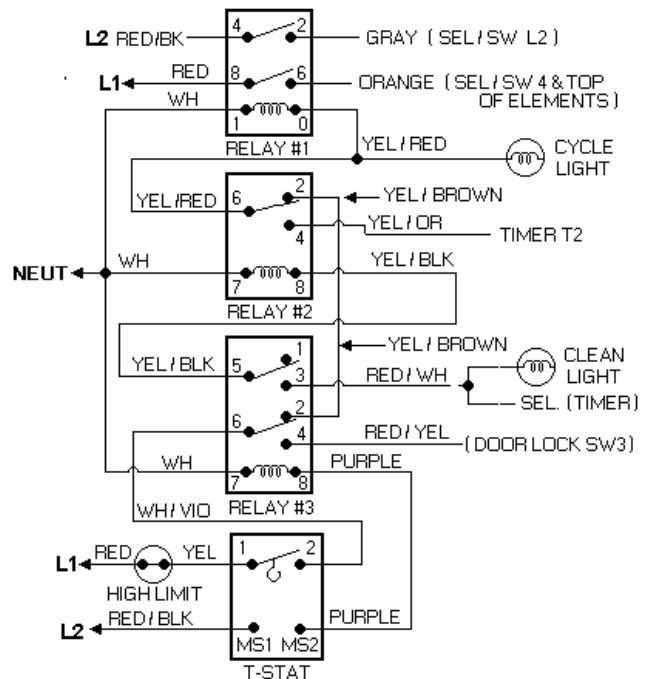 4 2
L2 RED/BK GRAY ( SEL/SW L2 )
RED 8 6
L1 ORANGE ( SEL/SW 4 & TOP
OF ELEMENTS )
WH
1 0
RELAY #1 YEL/RED CYCLE
LIGHT
YEL/RED 6 2 YEL/BROWN
YEL/OR
4 TIMER T2
NEUT WH YEL/BLK
7 8
RELAY #2
YEL/BROWN
YEL/BLK 5 1 CLEAN
3 RED/WH LIGHT
SEL. (TIMER)
6 2
4 RED/YEL (DOOR LOCK SW3)
WH PURPLE
7 8
WH/VIO RELAY #3
L1 RED YEL 1 2
HIGH LIMIT
RED/BLK PURPLE
L2
MS1 MS2
T-STAT